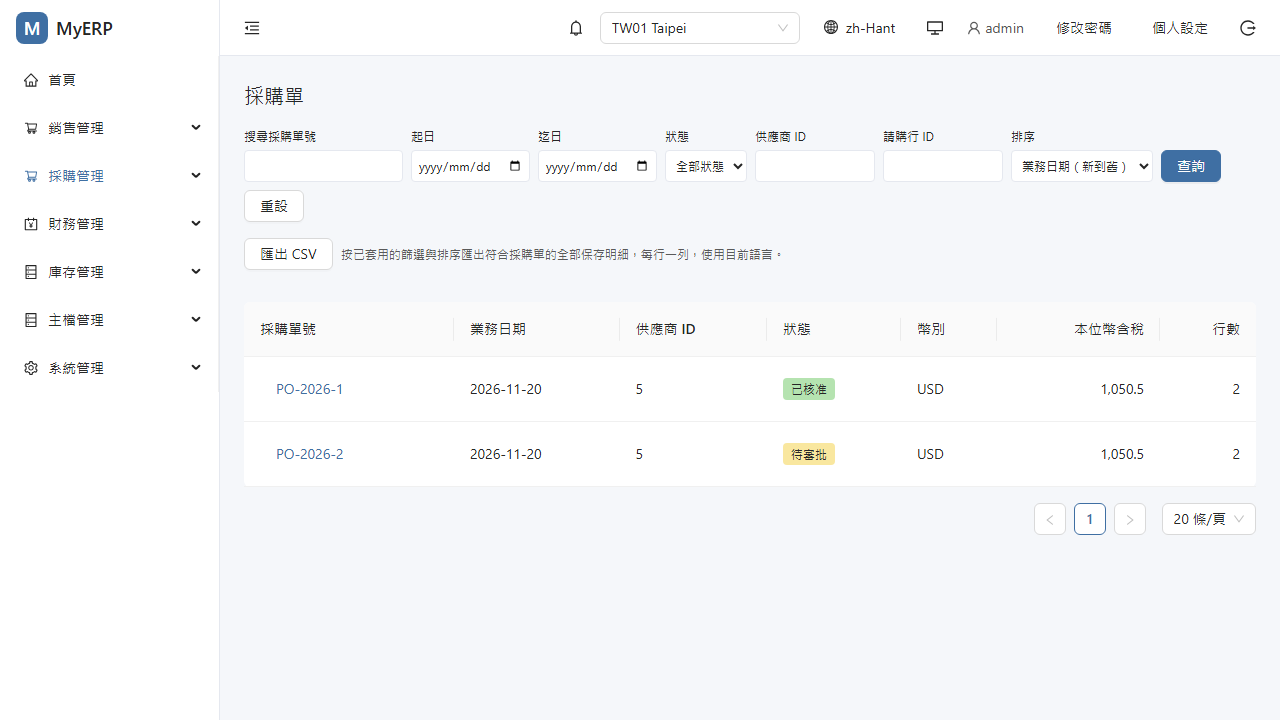 M MyERP
TW01 Taipei
zh-Hant
admin
修改密碼
個人設定
首頁
銷售管理
採購管理
財務管理
庫存管理
主檔管理
系統管理
採購單
搜尋採購單號 起日 迄日 狀態 供應商 ID 請購行 ID 排序
yyyy/mm/dd yyyy/mm/dd 全部狀態 業務日期（新到舊） 查詢
重設
匯出 CSV 按已套用的篩選與排序匯出符合採購單的全部保存明細，每行一列，使用目前語言。
採購單號 業務日期 供應商 ID 狀態 幣別 本位幣含稅 行數
PO-2026-1 2026-11-20 5 已核准 USD 1,050.5 2
PO-2026-2 2026-11-20 5 待審批 USD 1,050.5 2
< 1 > 20 條/頁